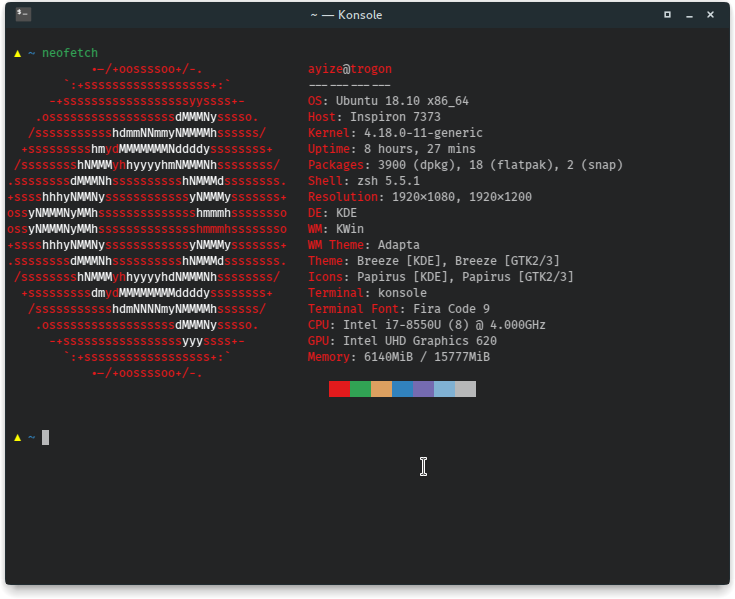 ~ — Konsole
▲ ~ neofetch
•-/+oossssoo+/-. ayize@trogon
`:+ssssssssssssssssss+:` ------------
-+ssssssssssssssssssyyssss+- OS: Ubuntu 18.10 x86_64
.ossssssssssssssssssdMMMNysssso. Host: Inspiron 7373
/ssssssssssshdmmNNmmyNMMMMhssssss/ Kernel: 4.18.0-11-generic
+ssssssssshmydMMMMMMMNddddyssssssss+ Uptime: 8 hours, 27 mins
/sssssssshNMMMyhhyyyyhmNMMMNhssssssss/ Packages: 3900 (dpkg), 18 (flatpak), 2 (snap)
.ssssssssdMMMNhsssssssssshNMMMdssssssss. Shell: zsh 5.5.1
+sssshhhyNMMNyssssssssssssyNMMMysssssss+ Resolution: 1920×1080, 1920×1200
ossyNMMMNyMMhsssssssssssssshmmmhssssssso DE: KDE
ossyNMMMNyMMhsssssssssssssshmmmhssssssso WM: KWin
+sssshhhyNMMNyssssssssssssyNMMMysssssss+ WM Theme: Adapta
.ssssssssdMMMNhsssssssssshNMMMdssssssss. Theme: Breeze [KDE], Breeze [GTK2/3]
/sssssssshNMMMyhhyyyyhdNMMMNhssssssss/ Icons: Papirus [KDE], Papirus [GTK2/3]
+sssssssssdmydMMMMMMMMddddyssssssss+ Terminal: konsole
/ssssssssssshdmNNNNmyNMMMMhssssss/ Terminal Font: Fira Code 9
.ossssssssssssssssssdMMMNysssso. CPU: Intel i7-8550U (8) @ 4.000GHz
-+sssssssssssssssssyyyssss+- GPU: Intel UHD Graphics 620
`:+ssssssssssssssssss+:` Memory: 6140MiB / 15777MiB
•-/+oossssoo+/-.
▲ ~